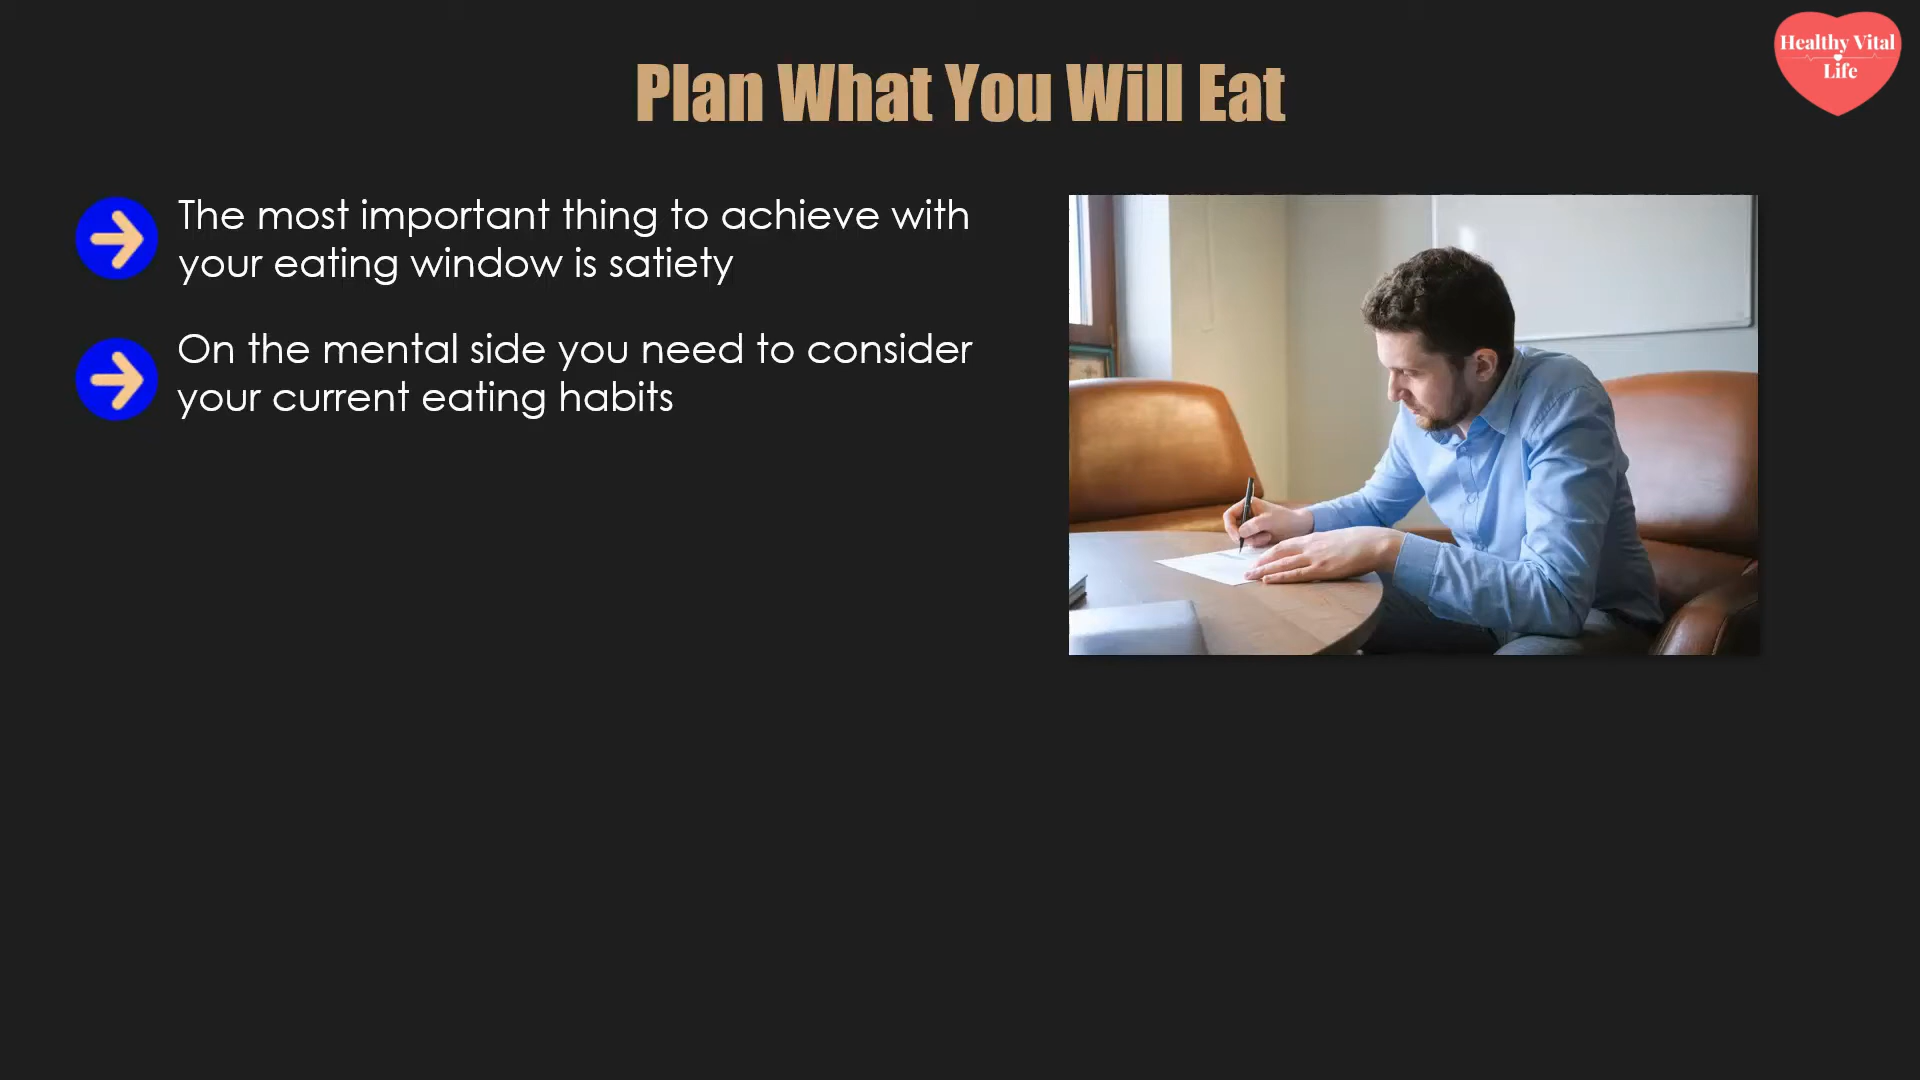 Plan What You Will Eat
Healthy Vital
Life
The most important thing to achieve with
your eating window is satiety
On the mental side you need to consider
your current eating habits